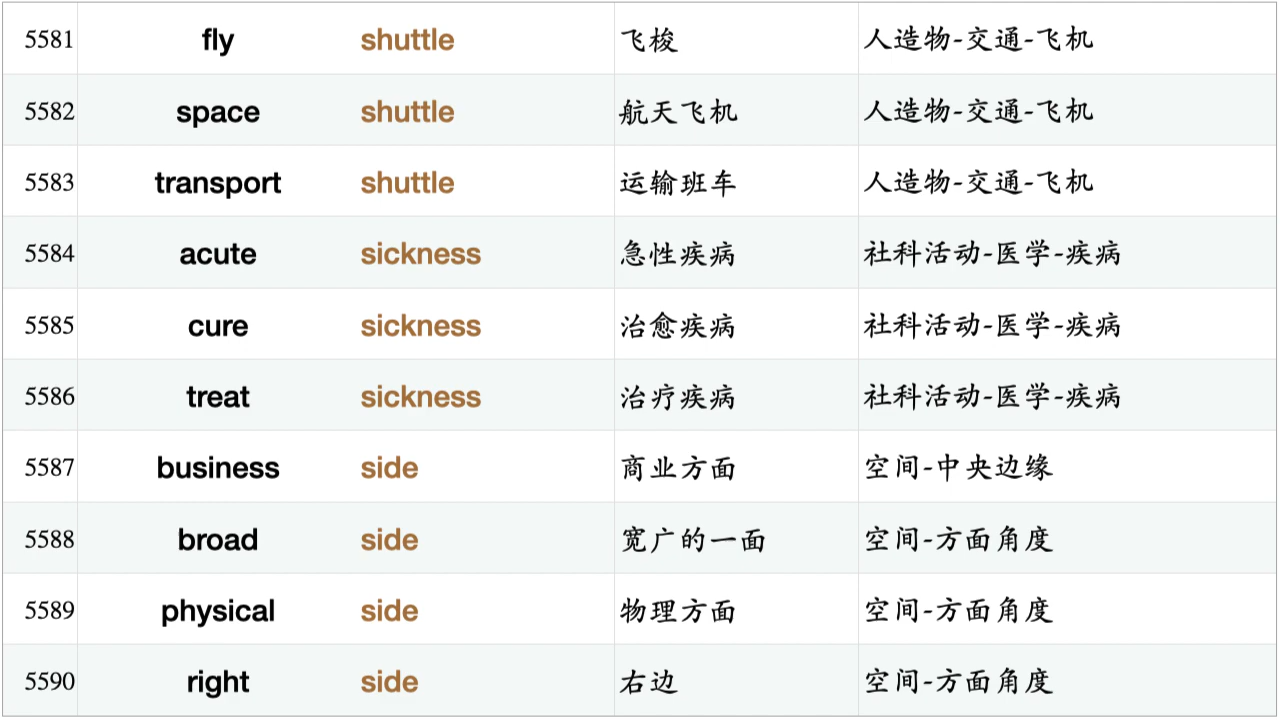 5581 fly shuttle 飞梭 人造物-交通-飞机
5582 space shuttle 航天飞机 人造物-交通-飞机
5583 transport shuttle 运输班车 人造物-交通-飞机
5584 acute sickness 急性疾病 社科活动-医学-疾病
5585 cure sickness 治愈疾病 社科活动-医学-疾病
5586 treat sickness 治疗疾病 社科活动-医学-疾病
5587 business side 商业方面 空间-中央边缘
5588 broad side 宽广的一面 空间-方面角度
5589 physical side 物理方面 空间-方面角度
5590 right side 右边 空间-方面角度